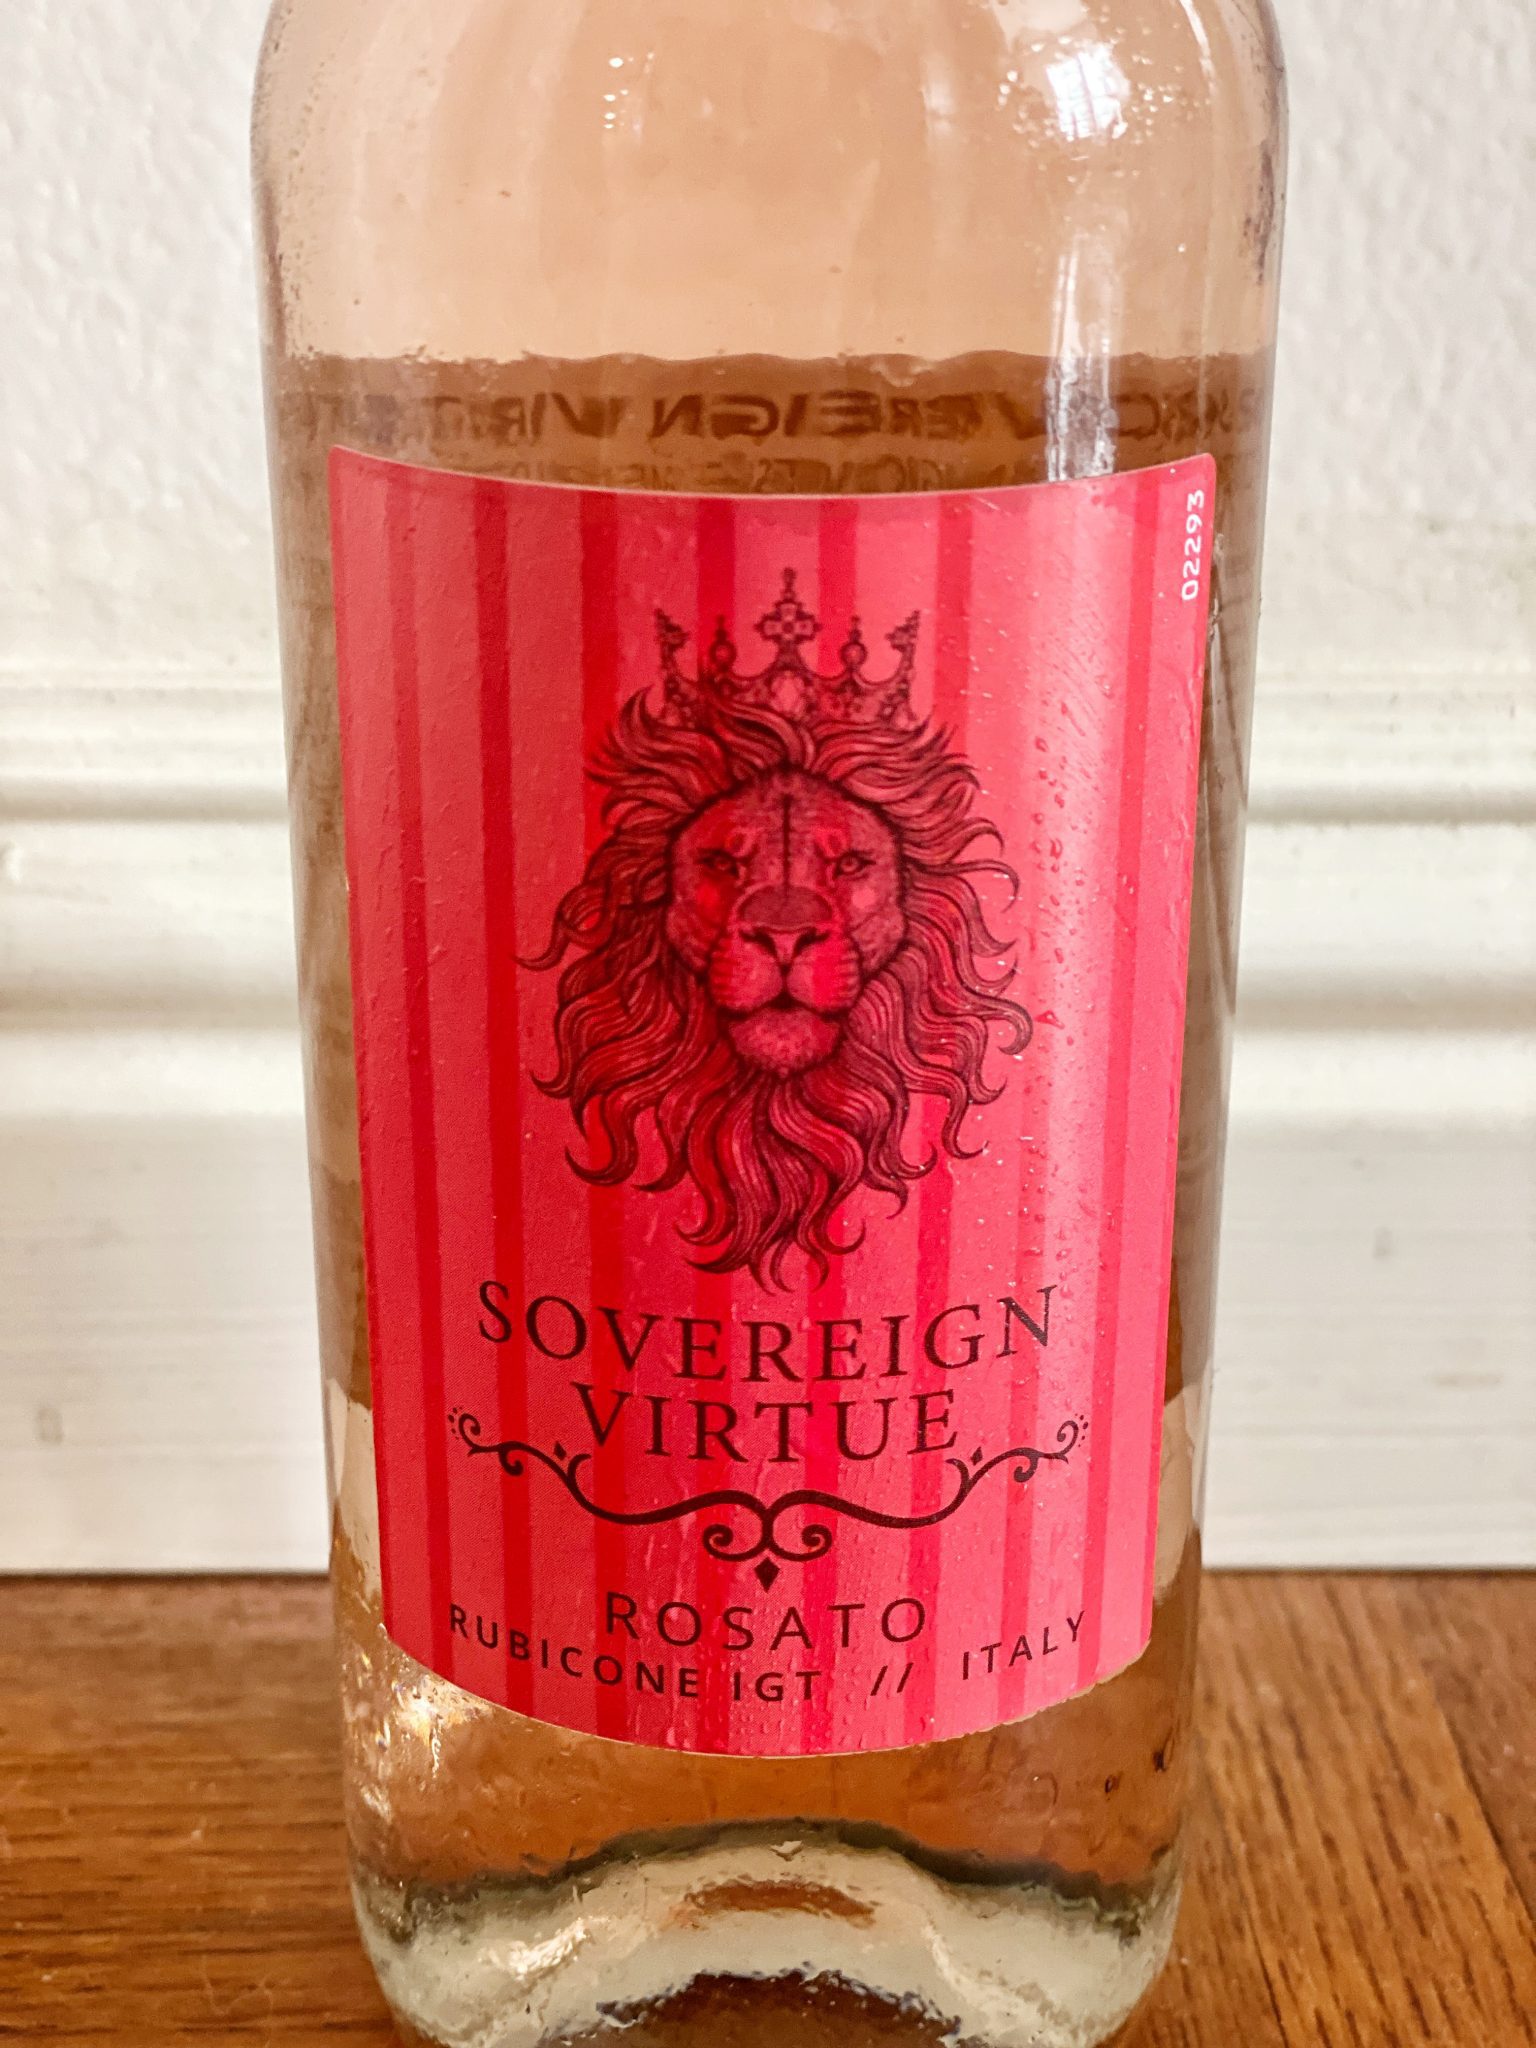 02293
SOVEREIGN
VIRTUE
ROSATO
RUBICONE IGT // ITALY